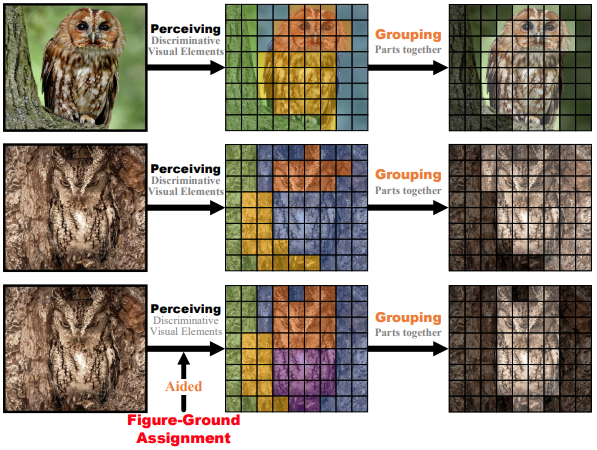 Perceiving
Discriminative
Visual Elements
Grouping
Parts together
Perceiving
Discriminative
Visual Elements
Grouping
Parts together
Perceiving
Discriminative
Visual Elements
Grouping
Parts together
Aided
Figure-Ground
Assignment